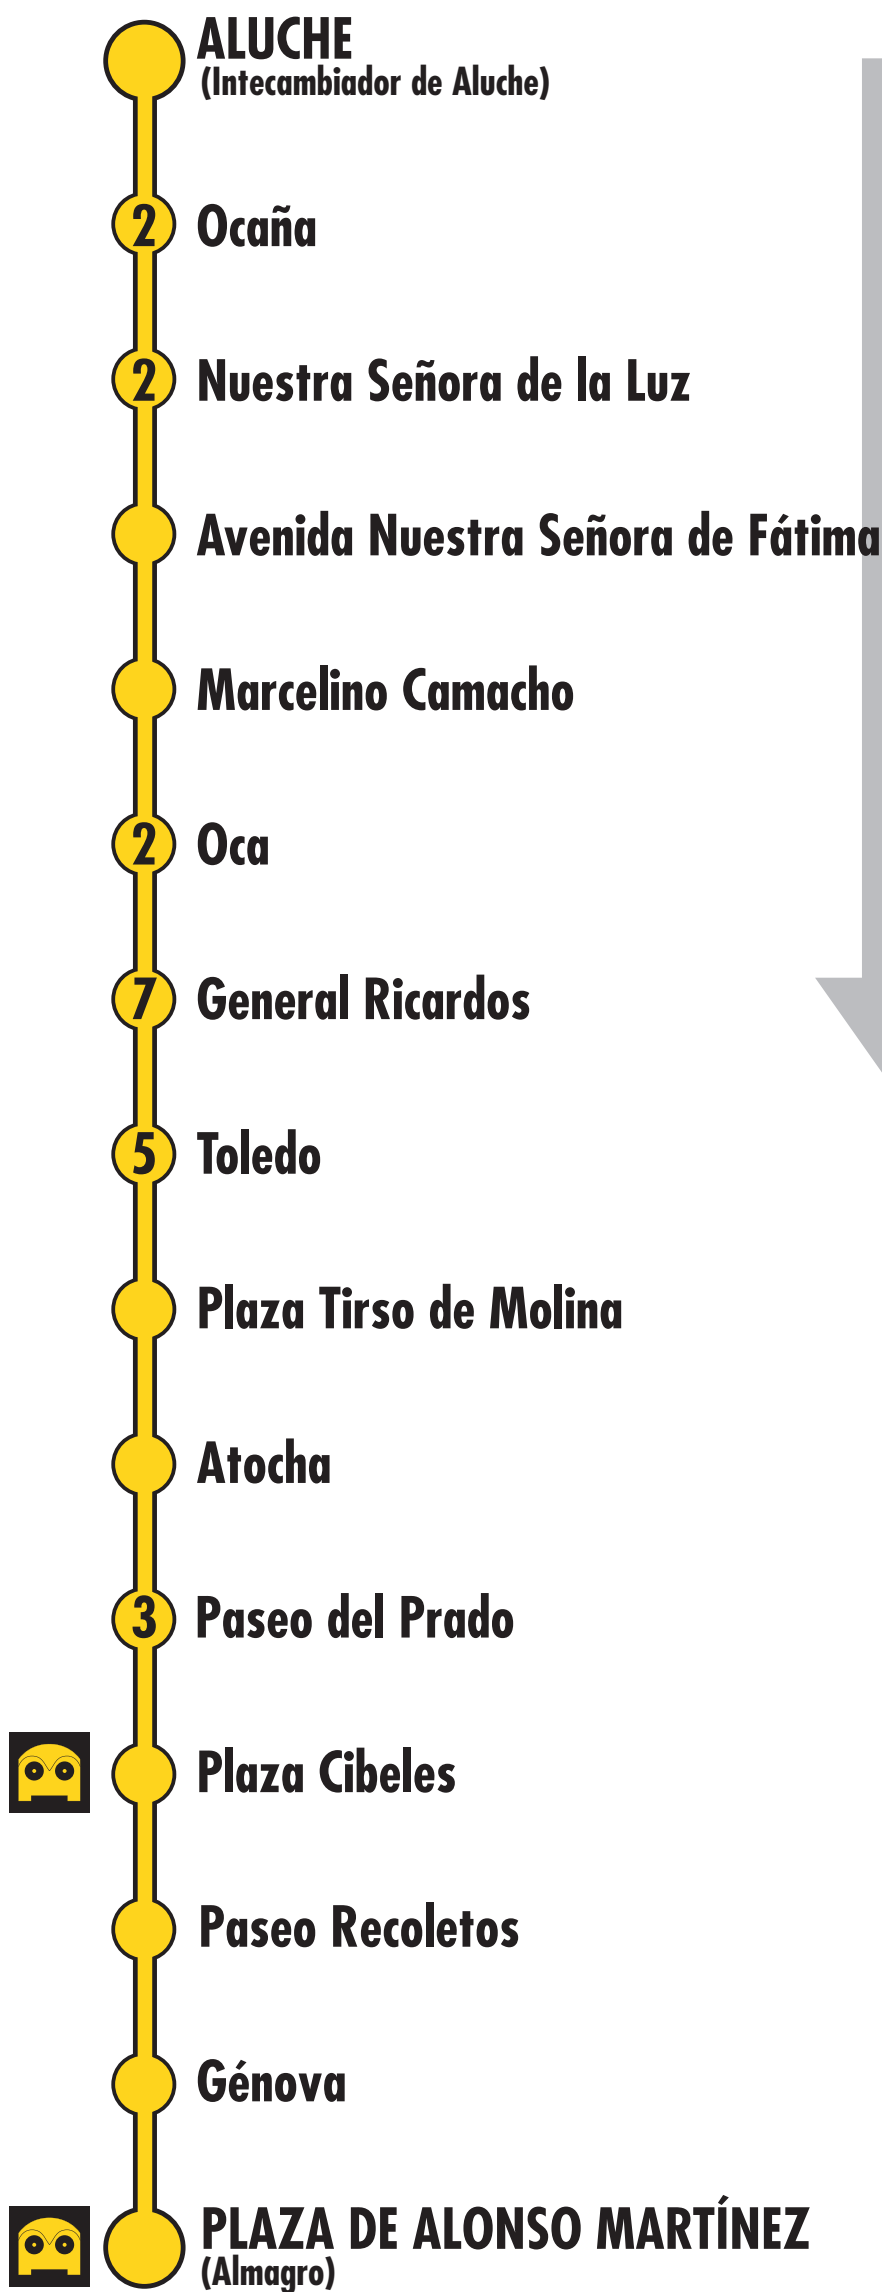 ALUCHE
(Intecambiador de Aluche)
2 Ocaña
2 Nuestra Señora de la Luz
Avenida Nuestra Señora de Fátima
Marcelino Camacho
2 Oca
7 General Ricardos
5 Toledo
Plaza Tirso de Molina
Atocha
3 Paseo del Prado
Plaza Cibeles
Paseo Recoletos
Génova
PLAZA DE ALONSO MARTÍNEZ
(Almagro)